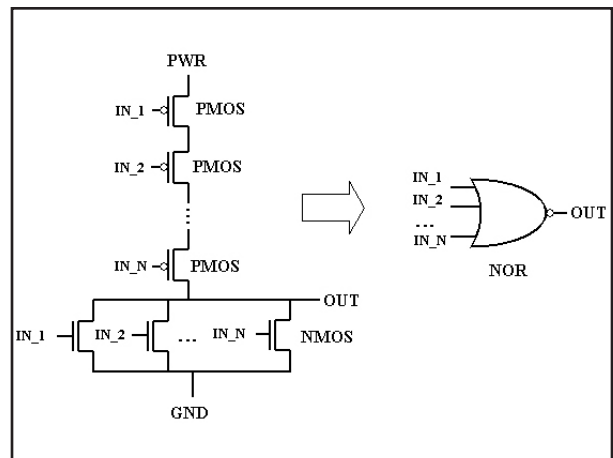 PWR
IN_1
PMOS
IN_2
PMOS
...
IN_N
PMOS
OUT
IN_1
IN_2
...
IN_N
NMOS
GND
IN_1
IN_2
...
IN_N
OUT
NOR